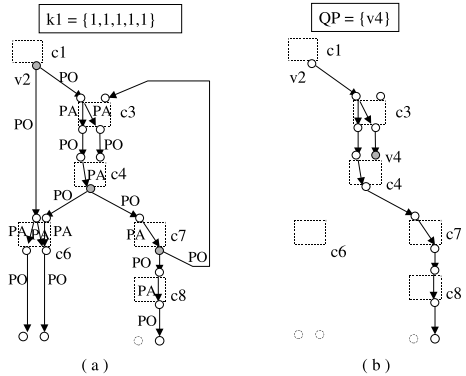 k1 = {1,1,1,1,1}
QP = {v4}
c1
c1
v2
PO
v2
PA
PA
c3
c3
PO
PO
PO
v4
PA
c4
c4
PO
PO
PA
PA
PA
PA
c7
c7
c6
PO
PO
c6
PO
PO
PA
c8
c8
PO
( a )
( b )